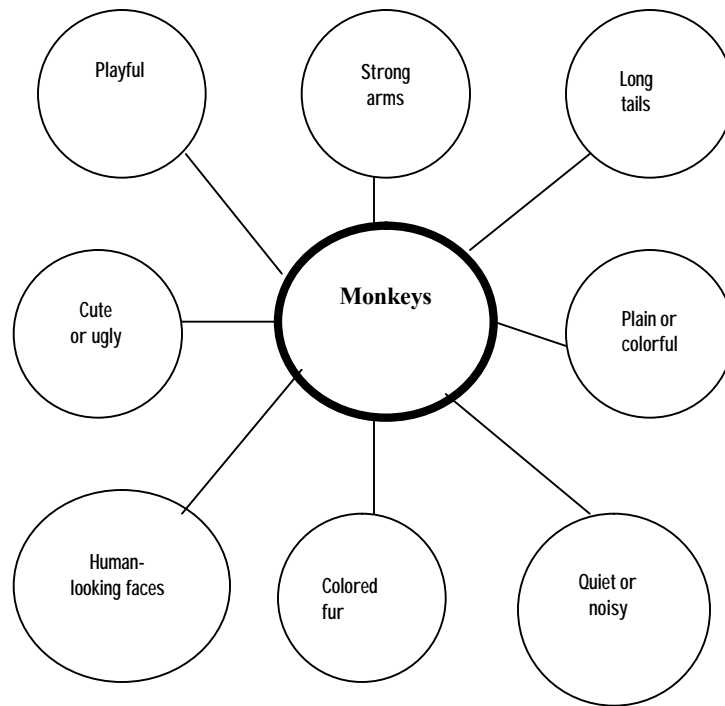 Playful
Strong
arms
Long
tails
Monkeys
Cute
or ugly
Plain or
colorful
Human-
looking faces
Colored
fur
Quiet or
noisy